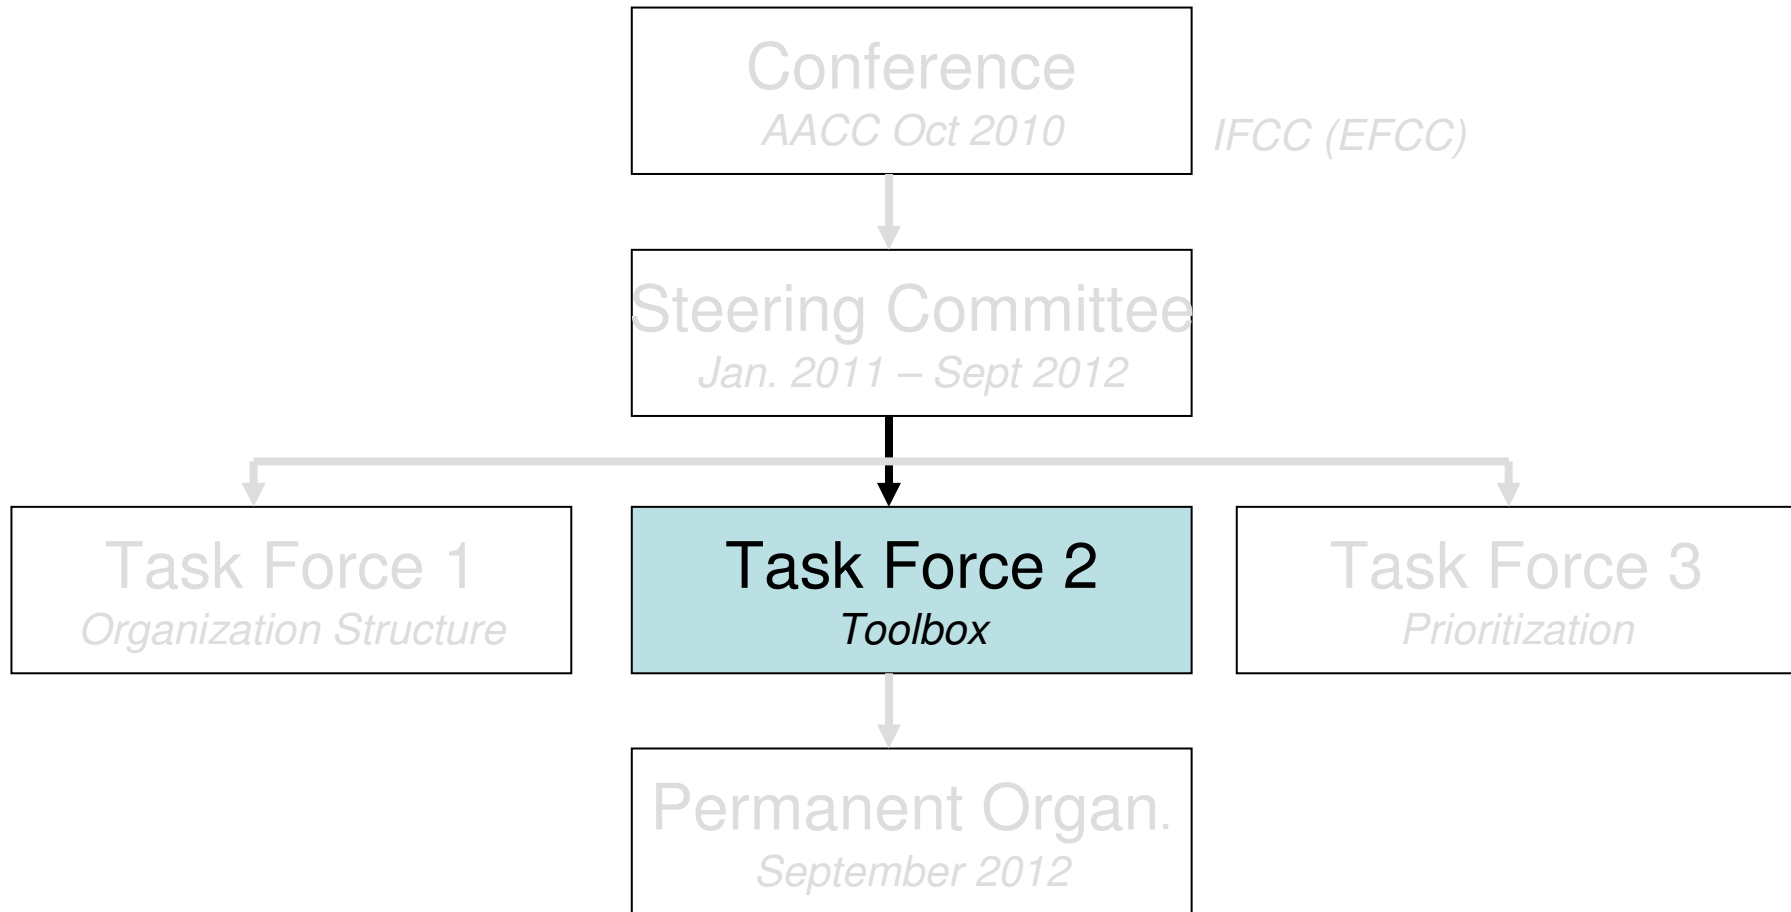 Conference
AACC Oct 2010
IFCC (EFCC)
Steering Committee
Jan. 2011 – Sept 2012
Task Force 1
Organization Structure
Task Force 2
Toolbox
Task Force 3
Prioritization
Permanent Organ.
September 2012